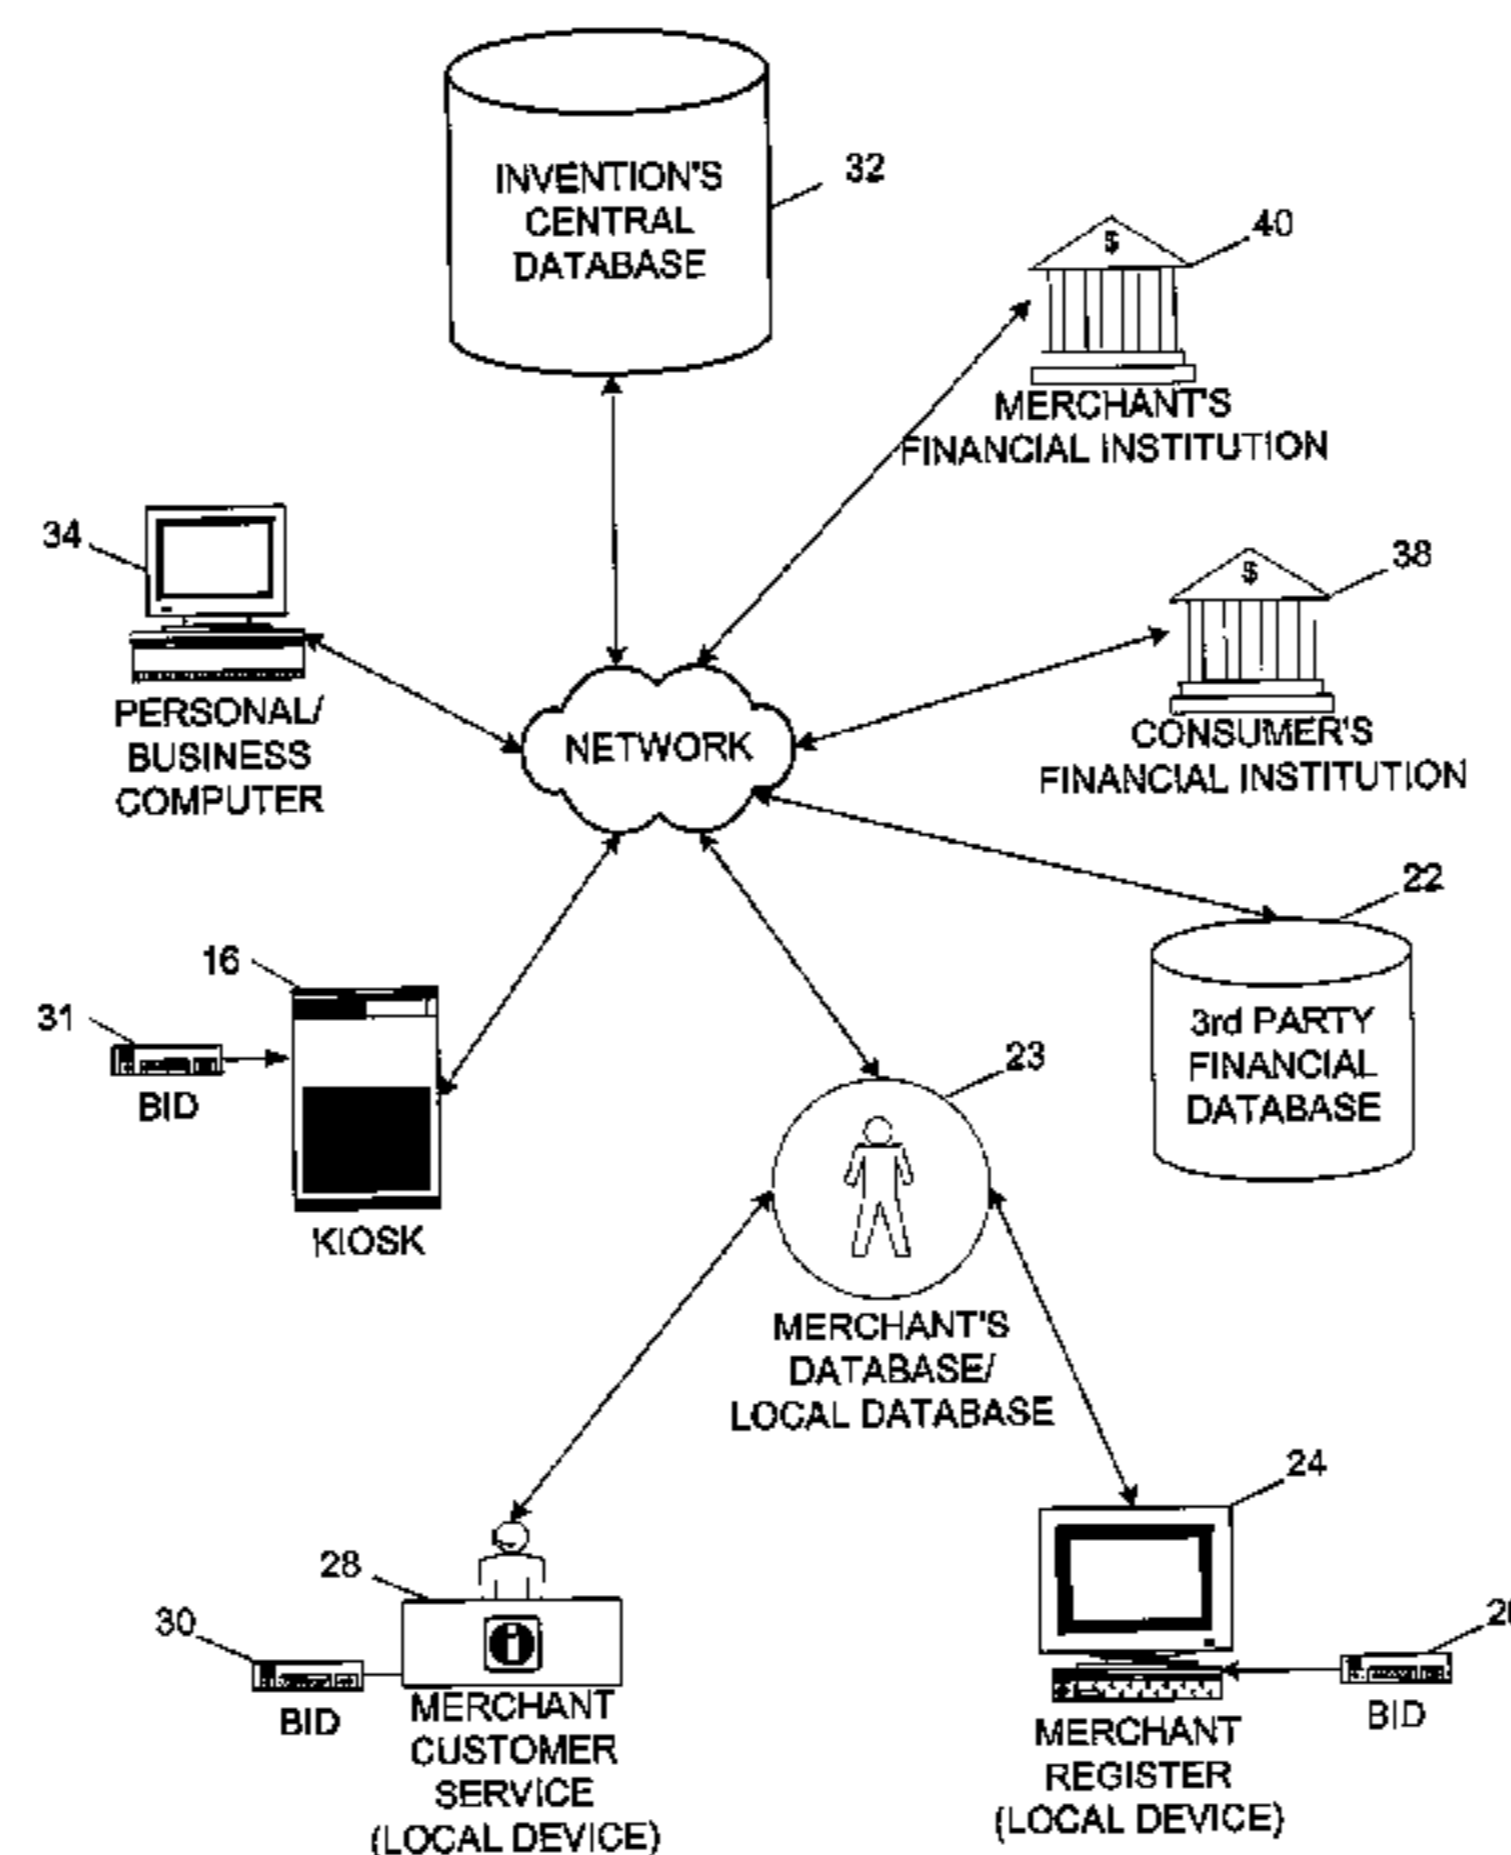 INVENTION'S
CENTRAL
DATABASE
32
$
40
MERCHANT'S
FINANCIAL INSTITUTION
34
PERSONAL/
BUSINESS
COMPUTER
$
38
CONSUMER'S
FINANCIAL INSTITUTION
NETWORK
22
3rd PARTY
FINANCIAL
DATABASE
16
31
BID
KIOSK
23
MERCHANT'S
DATABASE/
LOCAL DATABASE
28
30
BID
i
MERCHANT
CUSTOMER
SERVICE
(LOCAL DEVICE)
24
BID
MERCHANT
REGISTER
(LOCAL DEVICE)